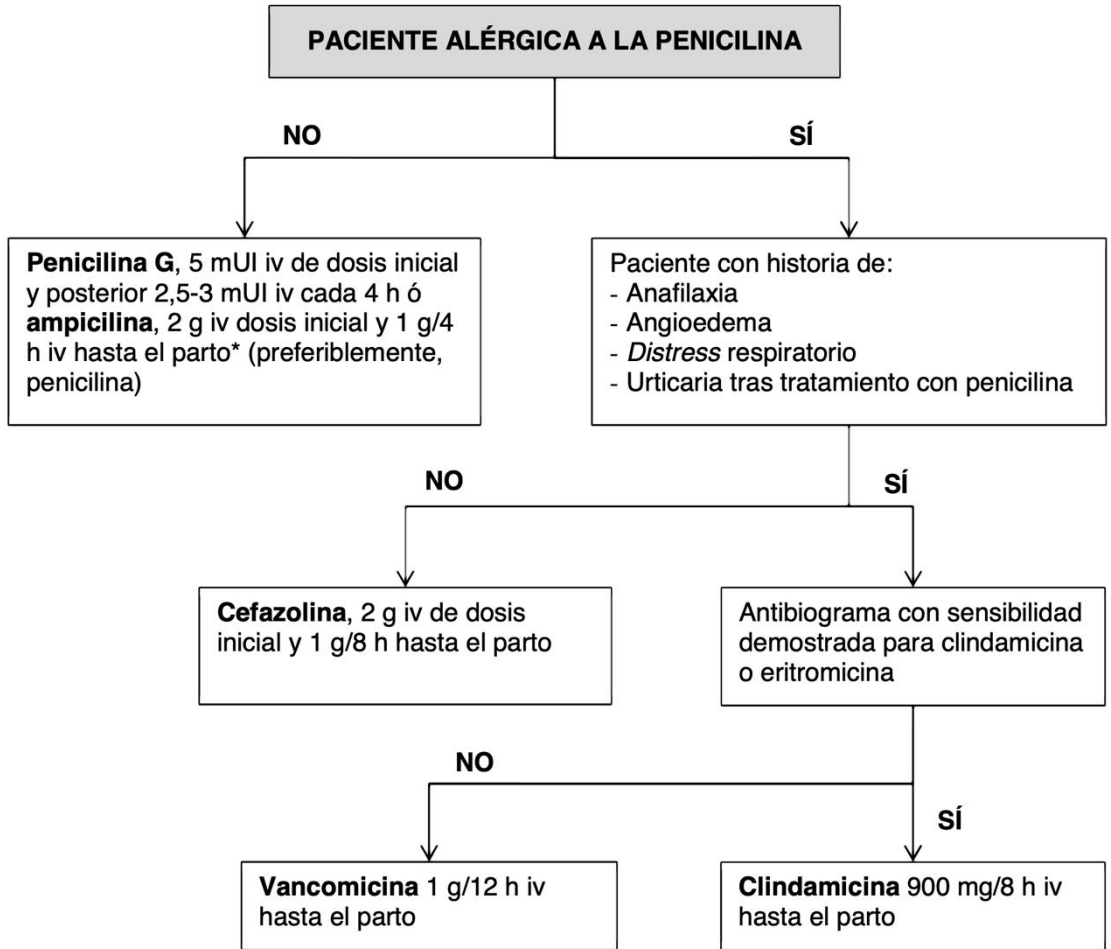 PACIENTE ALÉRGICA A LA PENICILINA
NO
SÍ
Penicilina G, 5 mUI iv de dosis inicial
y posterior 2,5-3 mUI iv cada 4 h ó
ampicilina, 2 g iv dosis inicial y 1 g/4
h iv hasta el parto* (preferiblemente,
penicilina)
Paciente con historia de:
- Anafilaxia
- Angioedema
- Distress respiratorio
- Urticaria tras tratamiento con penicilina
NO
SÍ
Cefazolina, 2 g iv de dosis
inicial y 1 g/8 h hasta el parto
Antibiograma con sensibilidad
demostrada para clindamicina
o eritromicina
NO
SÍ
Vancomicina 1 g/12 h iv
hasta el parto
Clindamicina 900 mg/8 h iv
hasta el parto